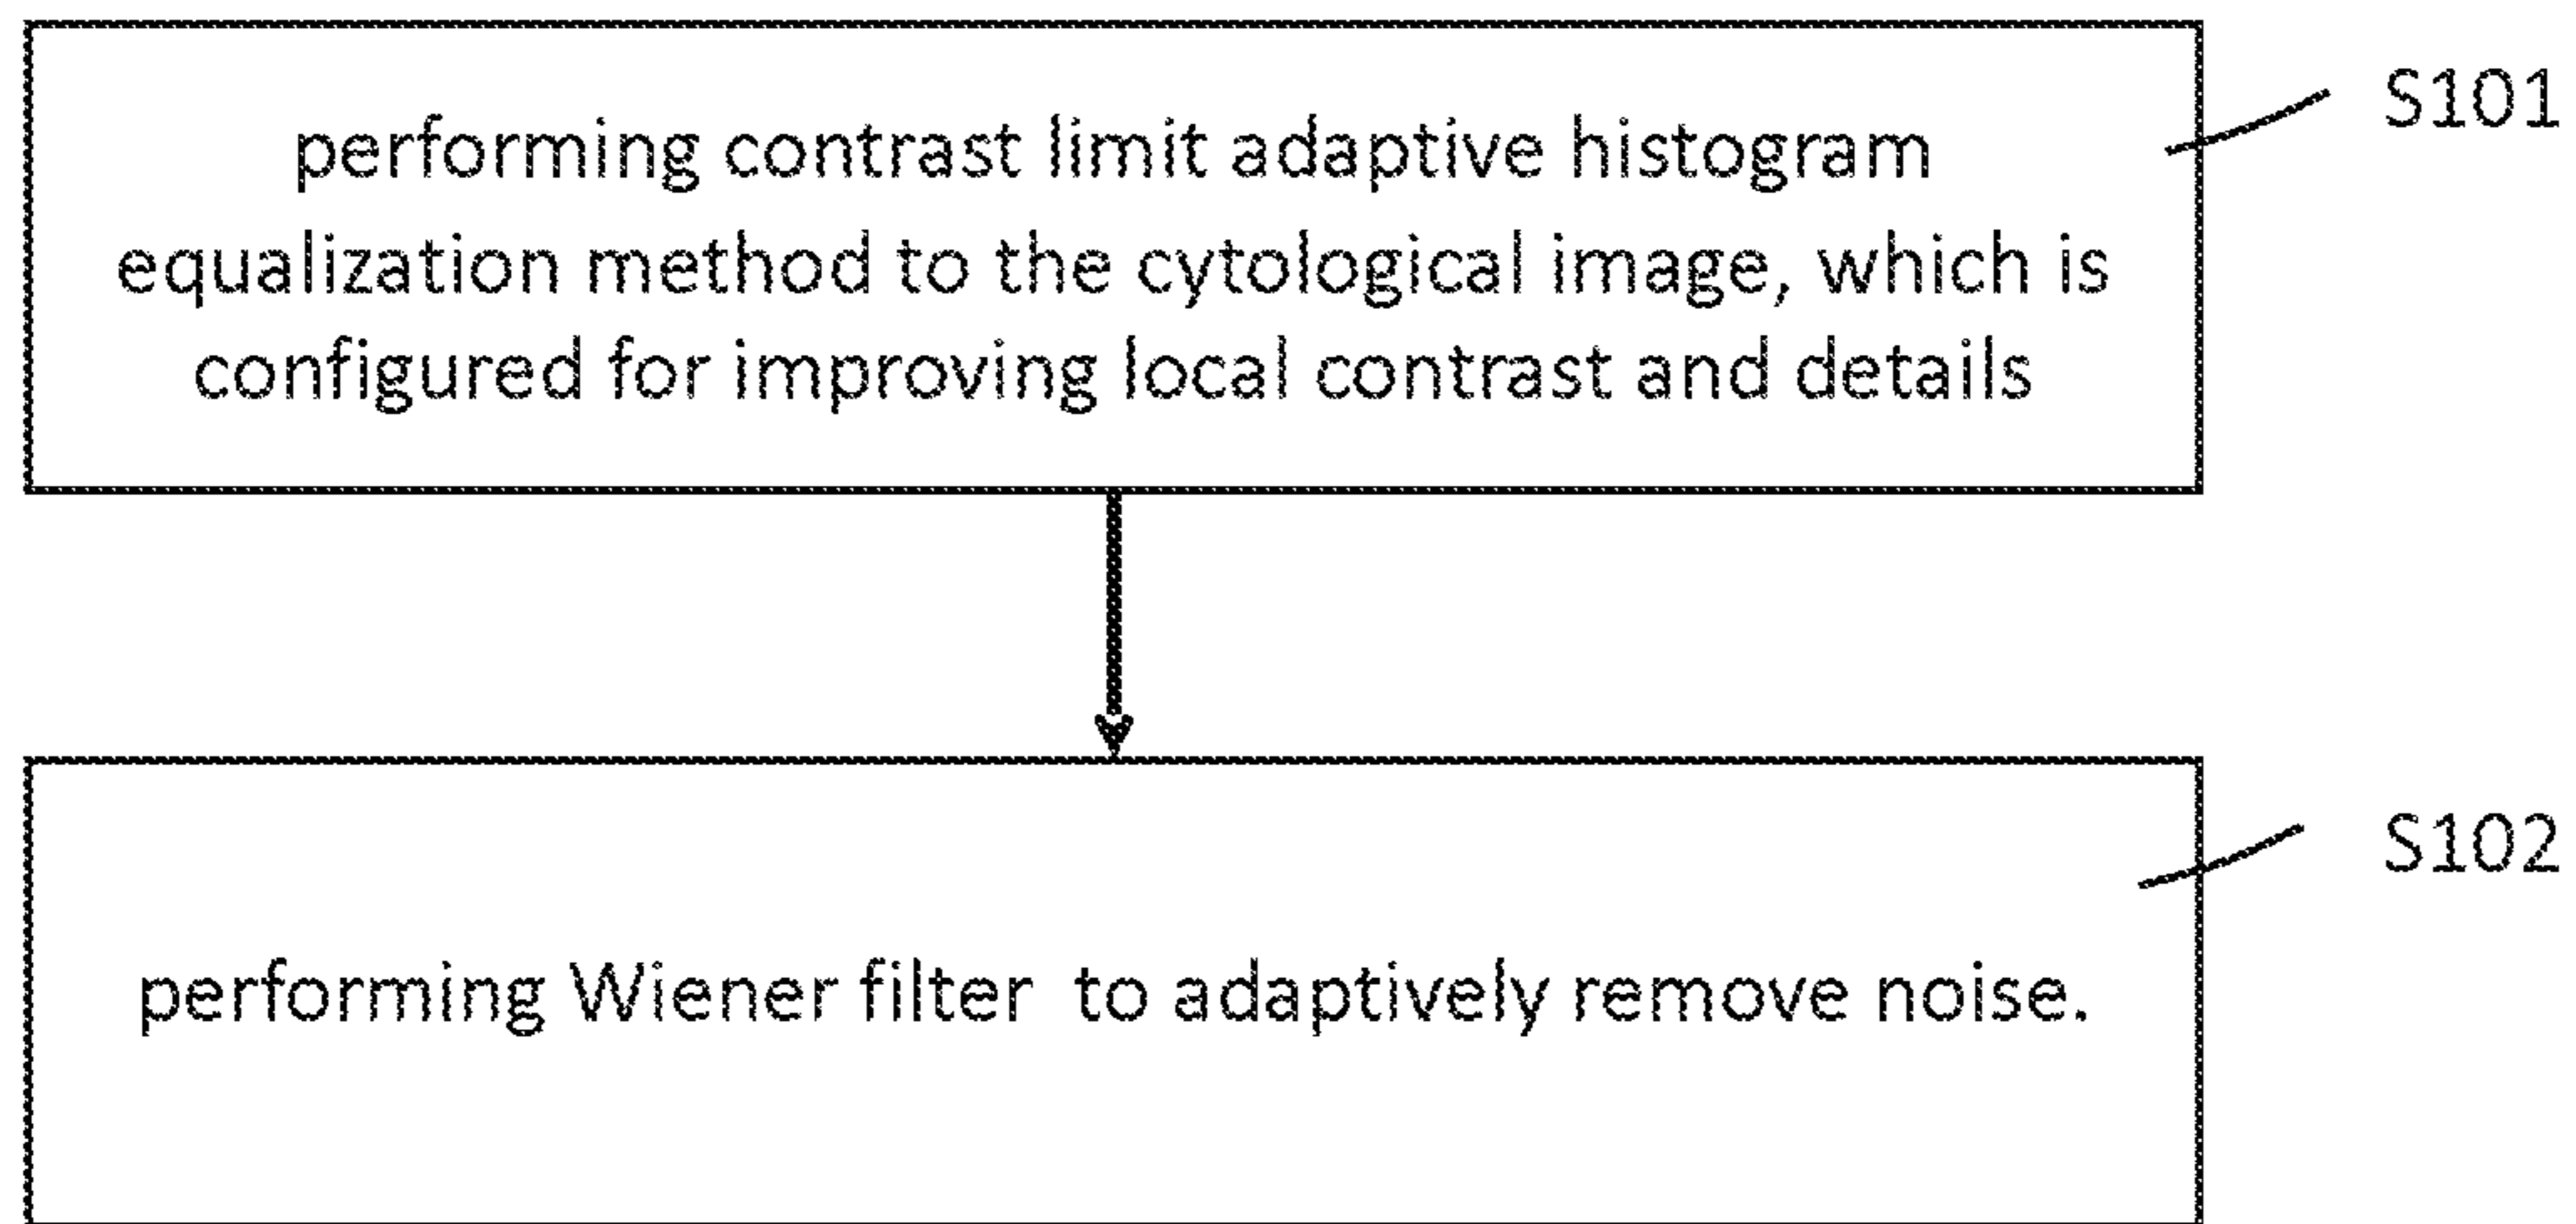 S101
performing contrast limit adaptive histogram
equalization method to the cytological image, which is
configured for improving local contrast and details
S102
performing Wiener filter to adaptively remove noise.